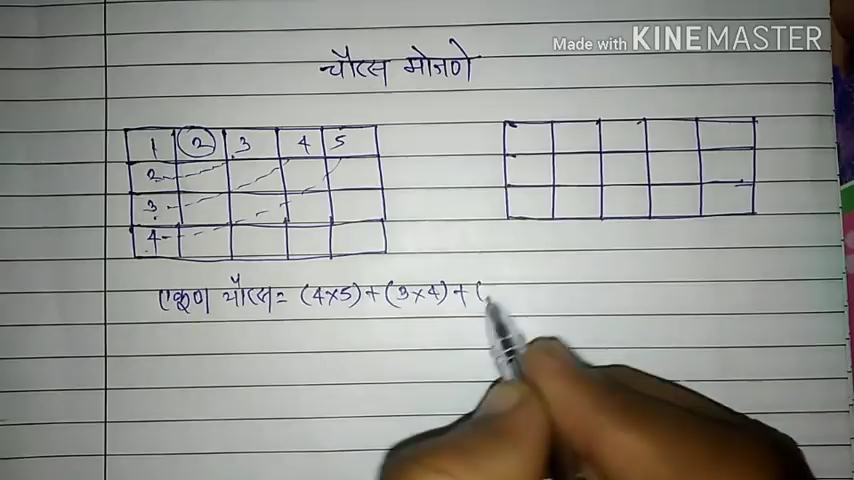 Made with KINEMASTER
चौरस मोजणे
1 2 3 4 5
2
3
4
एकूण चौरस = (4×5)+(3×4)+(